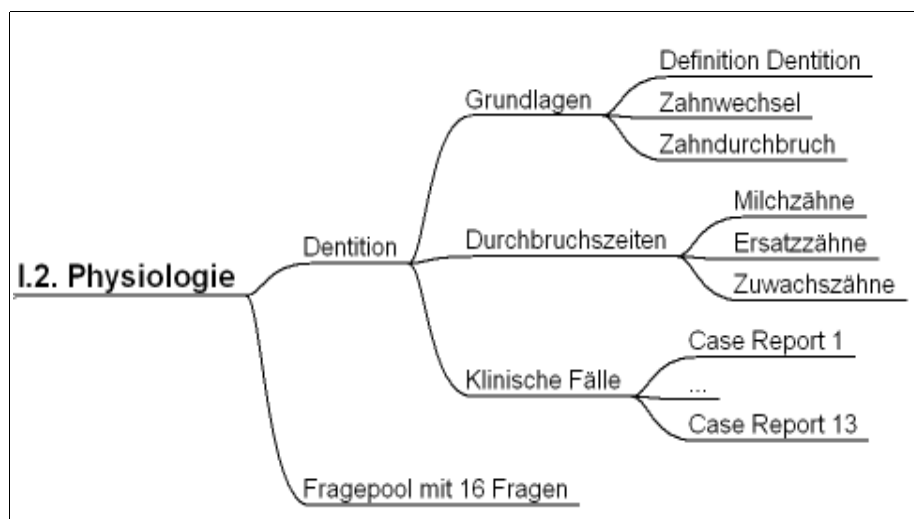 I.2. Physiologie
Dentition
Grundlagen
Definition Dentition
Zahnwechsel
Zahndurchbruch
Durchbruchszeiten
Milchzähne
Ersatzzähne
Zuwachszähne
Klinische Fälle
Case Report 1
...
Case Report 13
Fragepool mit 16 Fragen